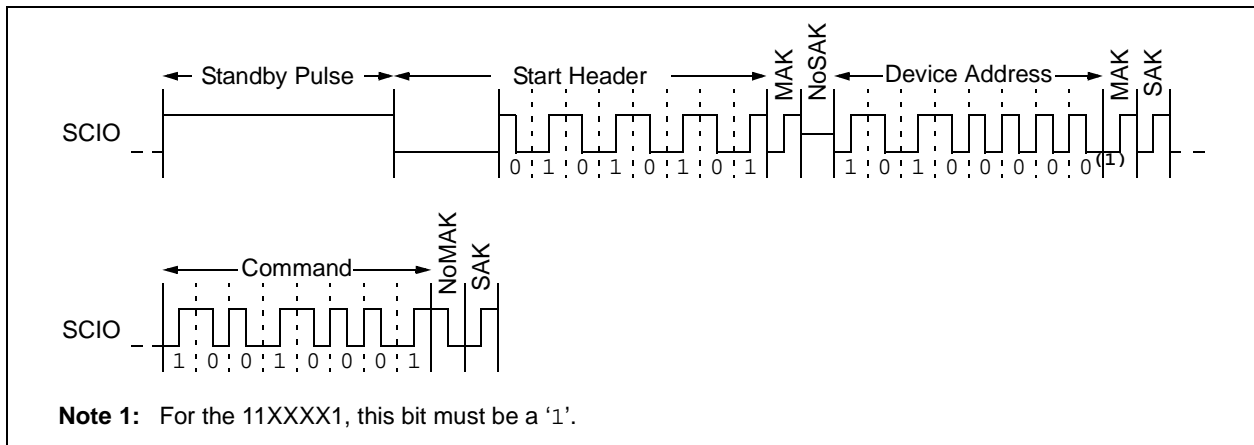 Standby Pulse Start Header MAK NoSAK Device Address MAK SAK
SCIO
0 1 0 1 0 1 0 1 1 0 1 0 0 0 0 0(1)
Command NoMAK SAK
SCIO
1 0 0 1 0 0 0 1
Note 1: For the 11XXXX1, this bit must be a ‘1’.